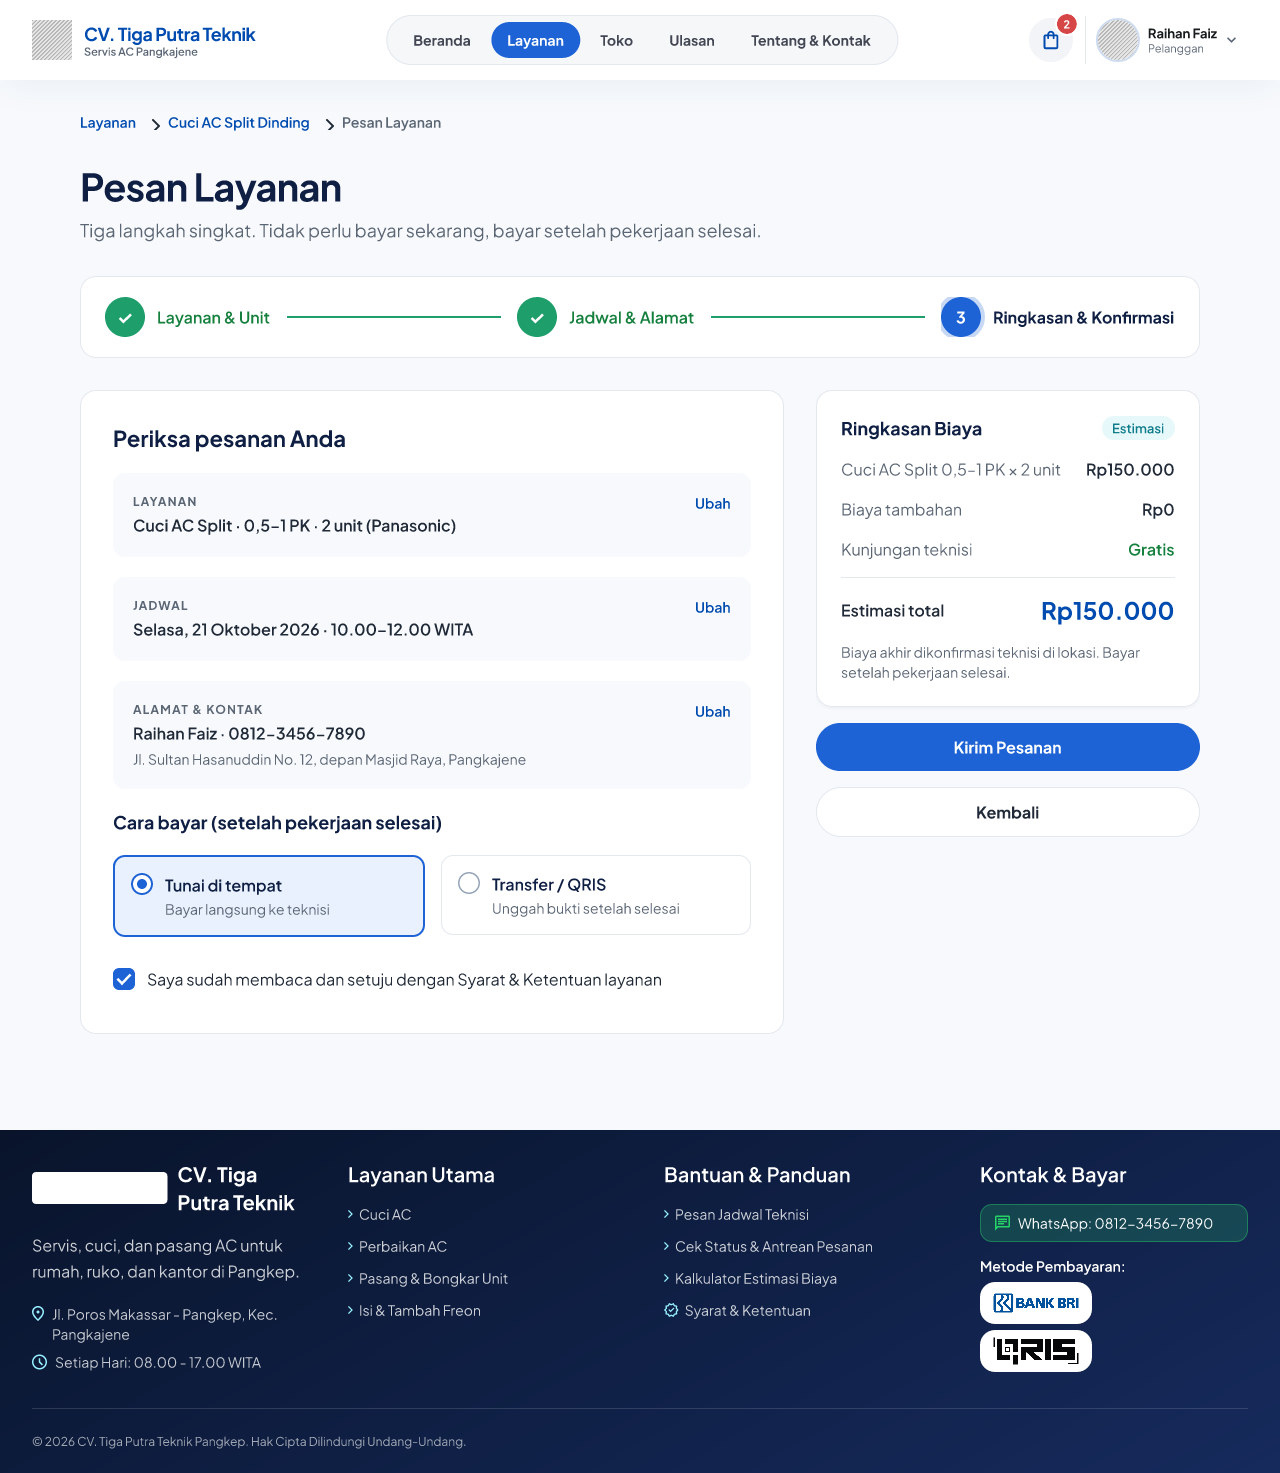 CV. Tiga Putra Teknik
Servis AC Pangkajene
Beranda
Layanan
Toko
Ulasan
Tentang & Kontak
2
Raihan Faiz
Pelanggan
Layanan
Cuci AC Split Dinding
Pesan Layanan
Pesan Layanan
Tiga langkah singkat. Tidak perlu bayar sekarang, bayar setelah pekerjaan selesai.
Layanan & Unit
Jadwal & Alamat
3
Ringkasan & Konfirmasi
Periksa pesanan Anda
LAYANAN
Ubah
Cuci AC Split · 0,5–1 PK · 2 unit (Panasonic)
JADWAL
Ubah
Selasa, 21 Oktober 2026 · 10.00–12.00 WITA
ALAMAT & KONTAK
Ubah
Raihan Faiz · 0812-3456-7890
Jl. Sultan Hasanuddin No. 12, depan Masjid Raya, Pangkajene
Cara bayar (setelah pekerjaan selesai)
Tunai di tempat
Bayar langsung ke teknisi
Transfer / QRIS
Unggah bukti setelah selesai
Saya sudah membaca dan setuju dengan Syarat & Ketentuan layanan
Ringkasan Biaya
Estimasi
Cuci AC Split 0,5–1 PK × 2 unit
Rp150.000
Biaya tambahan
Rp0
Kunjungan teknisi
Gratis
Estimasi total
Rp150.000
Biaya akhir dikonfirmasi teknisi di lokasi. Bayar
setelah pekerjaan selesai.
Kirim Pesanan
Kembali
CV. Tiga
Putra Teknik
Servis, cuci, dan pasang AC untuk
rumah, ruko, dan kantor di Pangkep.
Jl. Poros Makassar - Pangkep, Kec.
Pangkajene
Setiap Hari: 08.00 - 17.00 WITA
Layanan Utama
Cuci AC
Perbaikan AC
Pasang & Bongkar Unit
Isi & Tambah Freon
Bantuan & Panduan
Pesan Jadwal Teknisi
Cek Status & Antrean Pesanan
Kalkulator Estimasi Biaya
Syarat & Ketentuan
Kontak & Bayar
WhatsApp: 0812-3456-7890
Metode Pembayaran:
BANK BRI
QRIS
© 2026 CV. Tiga Putra Teknik Pangkep. Hak Cipta Dilindungi Undang-Undang.